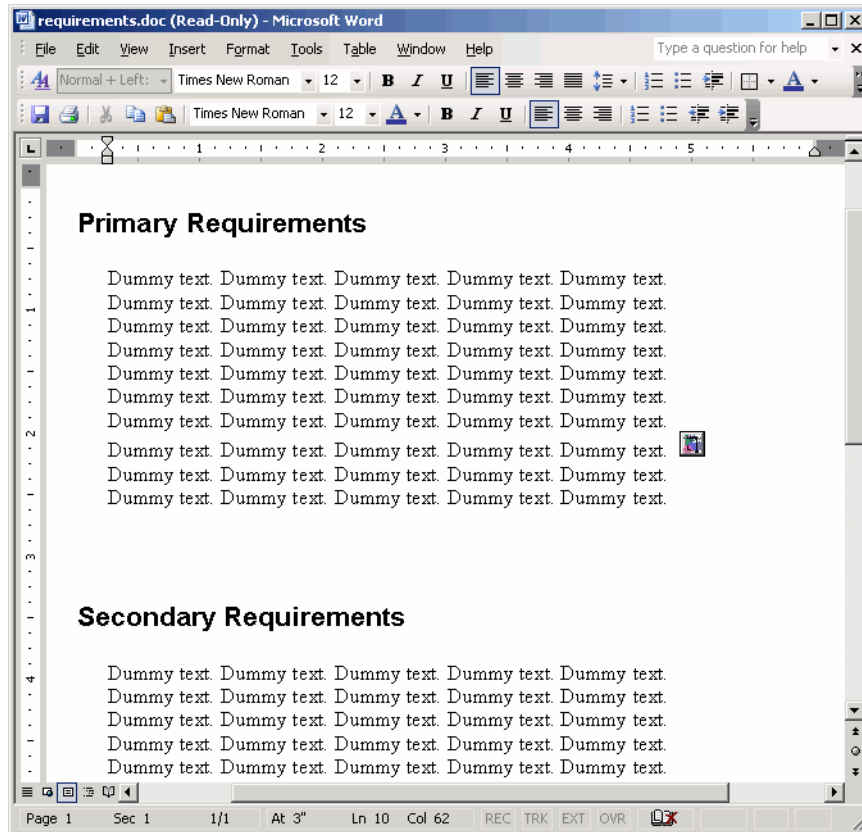 requirements.doc (Read-Only) - Microsoft Word
File Edit View Insert Format Tools Table Window Help Type a question for help
Normal + Left: Times New Roman 12 B I U
Times New Roman 12 A B I U
1 2 3 4 5
Primary Requirements
Dummy text. Dummy text. Dummy text. Dummy text. Dummy text.
Dummy text. Dummy text. Dummy text. Dummy text. Dummy text.
Dummy text. Dummy text. Dummy text. Dummy text. Dummy text.
Dummy text. Dummy text. Dummy text. Dummy text. Dummy text.
Dummy text. Dummy text. Dummy text. Dummy text. Dummy text.
Dummy text. Dummy text. Dummy text. Dummy text. Dummy text.
Dummy text. Dummy text. Dummy text. Dummy text. Dummy text.
Dummy text. Dummy text. Dummy text. Dummy text. Dummy text.
Dummy text. Dummy text. Dummy text. Dummy text. Dummy text.
Dummy text. Dummy text. Dummy text. Dummy text. Dummy text.
Secondary Requirements
Dummy text. Dummy text. Dummy text. Dummy text. Dummy text.
Dummy text. Dummy text. Dummy text. Dummy text. Dummy text.
Dummy text. Dummy text. Dummy text. Dummy text. Dummy text.
Dummy text. Dummy text. Dummy text. Dummy text. Dummy text.
Dummy text. Dummy text. Dummy text. Dummy text. Dummy text.
1
2
3
4
Page 1 Sec 1 1/1 At 3" Ln 10 Col 62 REC TRK EXT OVR